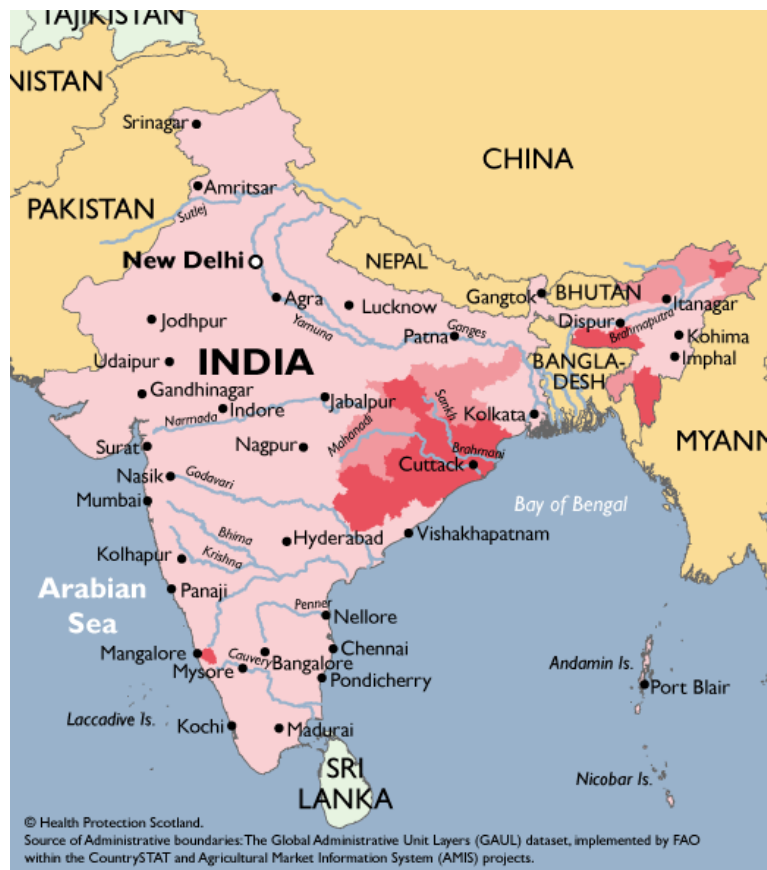 TAJIKISTAN
NISTAN
Srinagar
CHINA
Amritsar
PAKISTAN
Sutlej
New Delhi
NEPAL
Gangtok
BHUTAN
Agra
Lucknow
Itanagar
Jodhpur
Yamuna
Ganges
Dispur
Brahmaputra
Patna
Kohima
Udaipur
INDIA
BANGLA-
DESH
Imphal
Gandhinagar
Jabalpur
Indore
Sankh
Kolkata
Narmada
Mahanadi
Surat
Nagpur
Brahmani
MYANM
Nasik
Godavari
Cuttack
Mumbai
Bay of Bengal
Bhima
Hyderabad
Vishakhapatnam
Kolhapur
Krishna
Arabian
Sea
Panaji
Penner
Nellore
Mangalore
Cauvery
Bangalore
Chennai
Mysore
Pondicherry
Andamin Is.
Port Blair
Laccadive Is.
Kochi
Madurai
SRI
LANKA
Nicobar Is.
© Health Protection Scotland.
Source of Administrative boundaries: The Global Administrative Unit Layers (GAUL) dataset, implemented by FAO
within the CountrySTAT and Agricultural Market Information System (AMIS) projects.